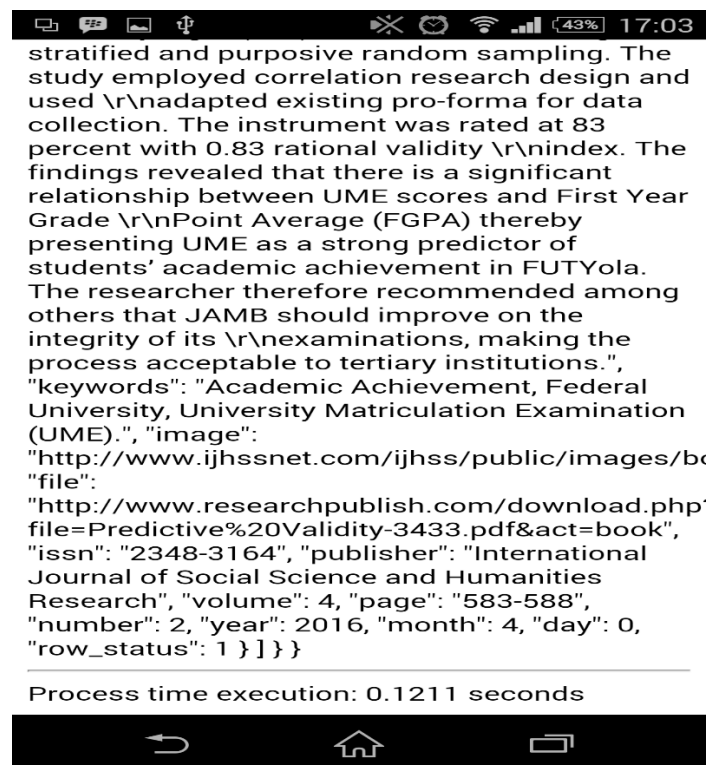 43% 17:03
stratified and purposive random sampling. The
study employed correlation research design and
used \r\nadapted existing pro-forma for data
collection. The instrument was rated at 83
percent with 0.83 rational validity \r\nindex. The
findings revealed that there is a significant
relationship between UME scores and First Year
Grade \r\nPoint Average (FGPA) thereby
presenting UME as a strong predictor of
students’ academic achievement in FUTYola.
The researcher therefore recommended among
others that JAMB should improve on the
integrity of its \r\nexaminations, making the
process acceptable to tertiary institutions.",
"keywords": "Academic Achievement, Federal
University, University Matriculation Examination
(UME).", "image":
"http://www.ijhssnet.com/ijhss/public/images/bo
"file":
"http://www.researchpublish.com/download.php?
file=Predictive%20Validity-3433.pdf&act=book",
"issn": "2348-3164", "publisher": "International
Journal of Social Science and Humanities
Research", "volume": 4, "page": "583-588",
"number": 2, "year": 2016, "month": 4, "day": 0,
"row_status": 1 } ] } }
Process time execution: 0.1211 seconds